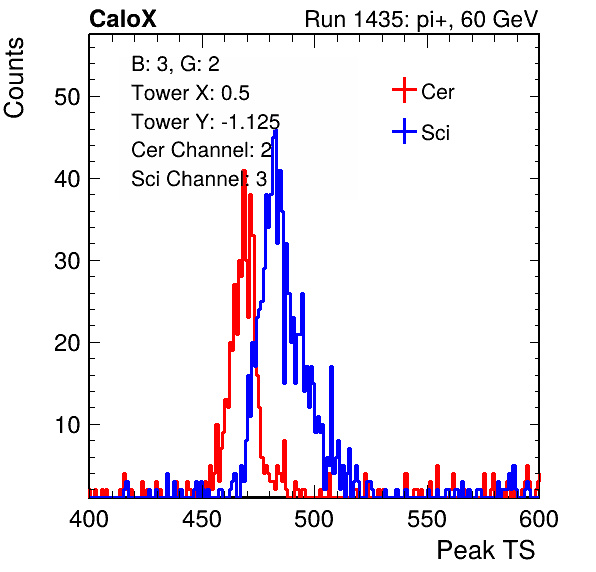 CaloX
Run 1435: pi+, 60 GeV
Counts
B: 3, G: 2
Tower X: 0.5
Tower Y: -1.125
Cer Channel: 2
Sci Channel: 3
Cer
Sci
50
40
30
20
10
400 450 500 550 600
Peak TS